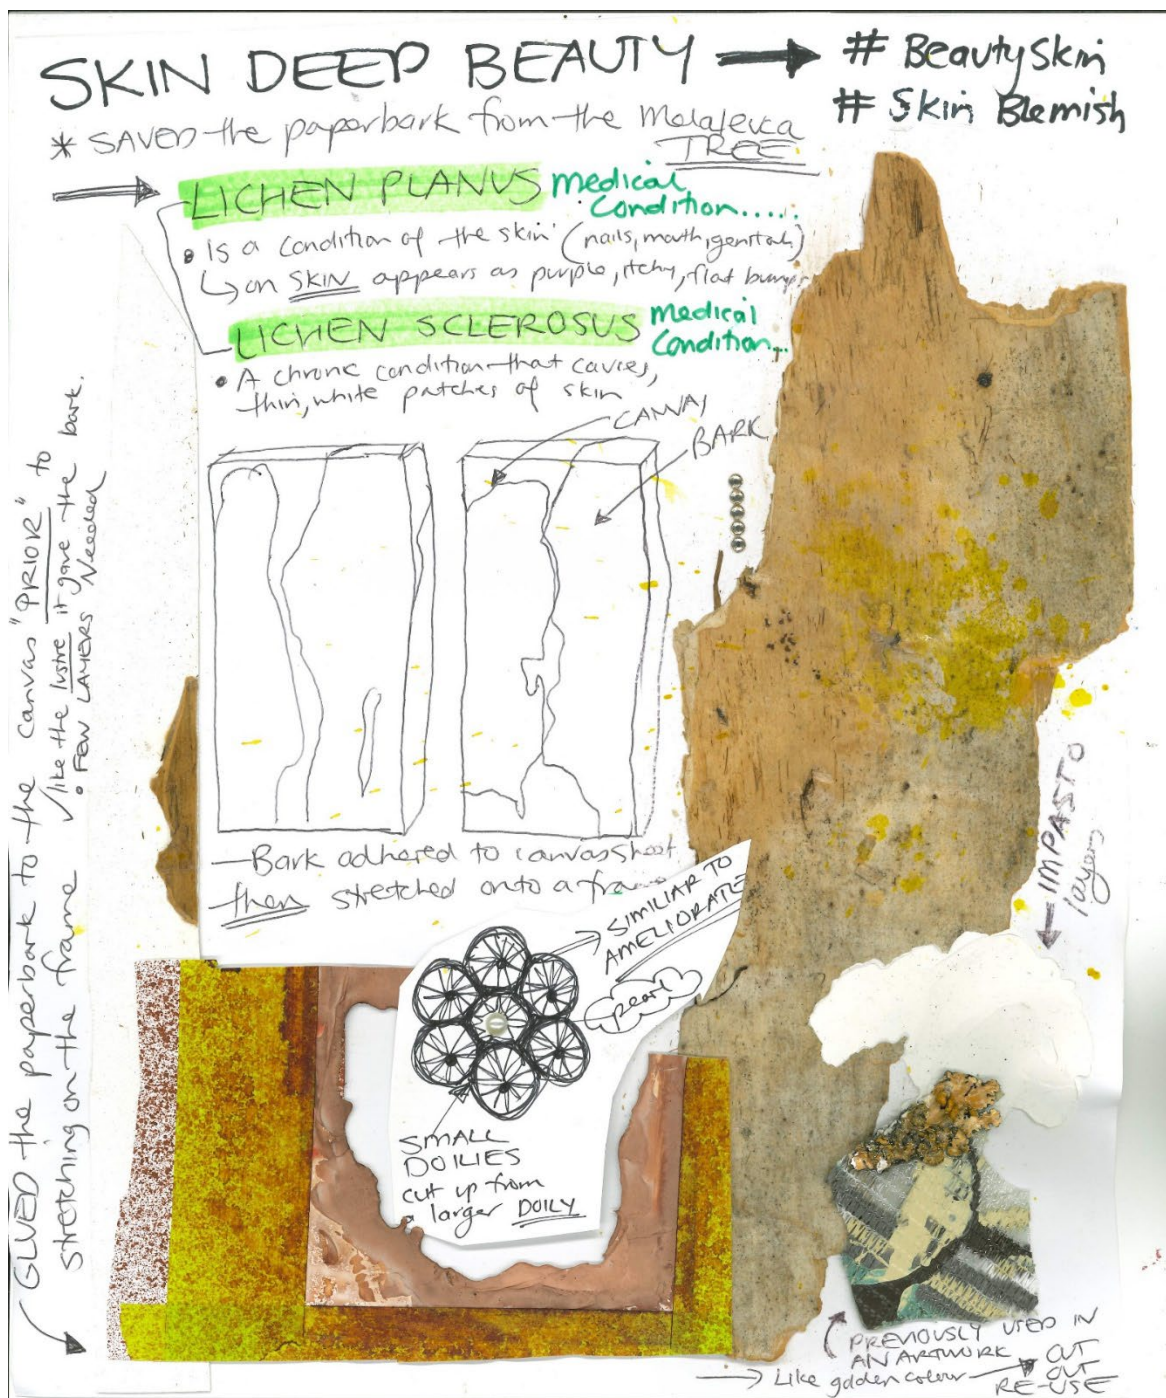 SKIN DEEP BEAUTY
# BeautySkin
# Skin Blemish
* SAVED the paperbark from the Melaleuca
TREE
LICHEN PLANUS medical
Condition.....
• Is a condition of the skin (nails, mouth, genitals)
on SKIN appears as purple, itchy, flat bumps
LICHEN SCLEROSUS medical
Condition...
• A chronic condition that causes,
thin, white patches of skin
CANVAS
BARK
— Bark adhered to canvas sheet
then stretched onto a frame
GLUED the paperbark to the canvas "PRIOR" to
stretching on the frame
like the lustre it gave the bark.
• FEW LAYERS Needed
SIMILIAR TO
AMELIORATE
pearl
SMALL
DOILIES
cut up from
a larger DOILY
IMPASTO
layers
PREVIOUSLY USED IN
AN ARTWORK
Like golden colour
CUT
OUT
RE-USE